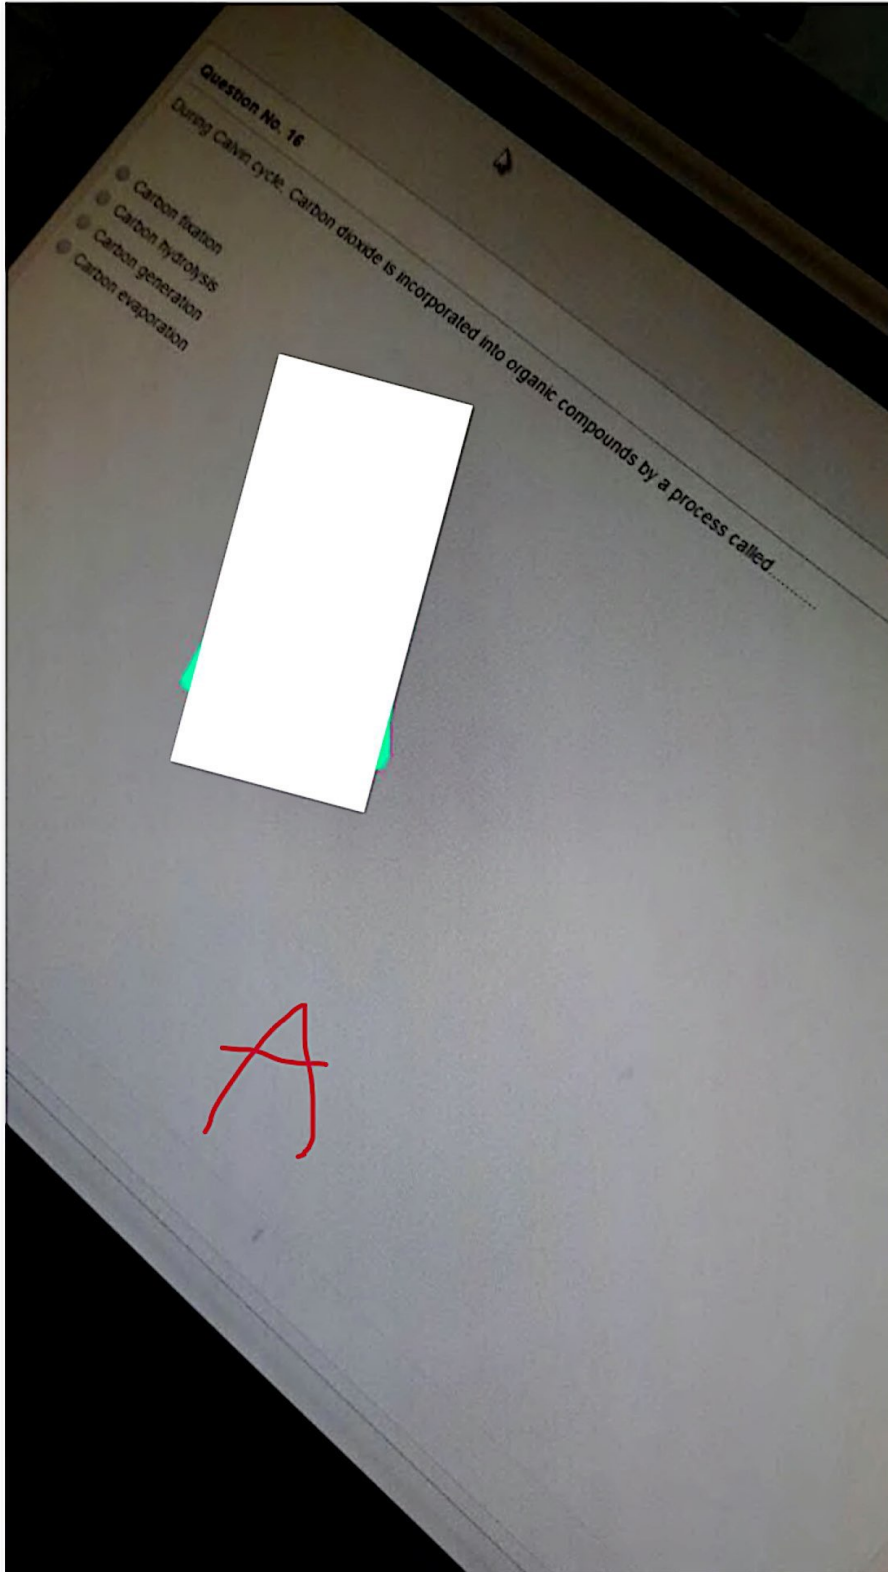 Question No. 16
During Calvin cycle, Carbon dioxide is incorporated into organic compounds by a process called..........
Carbon fixation
Carbon hydrolysis
Carbon generation
Carbon evaporation
A